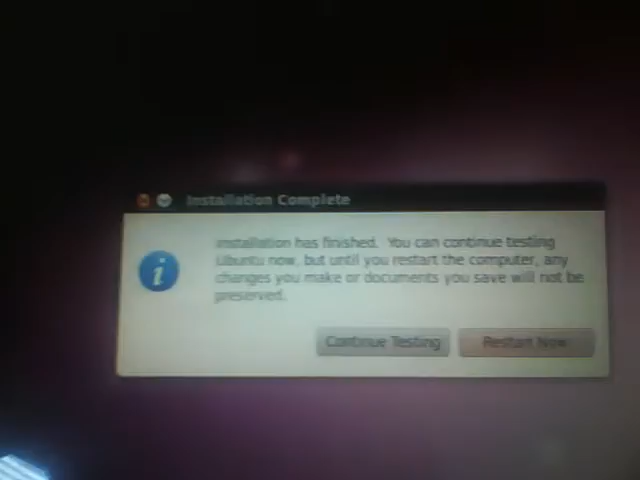 Installation Complete
Installation has finished. You can continue testing
Ubuntu now, but until you restart the computer, any
changes you make or documents you save will not be
preserved.
Continue Testing
Restart Now